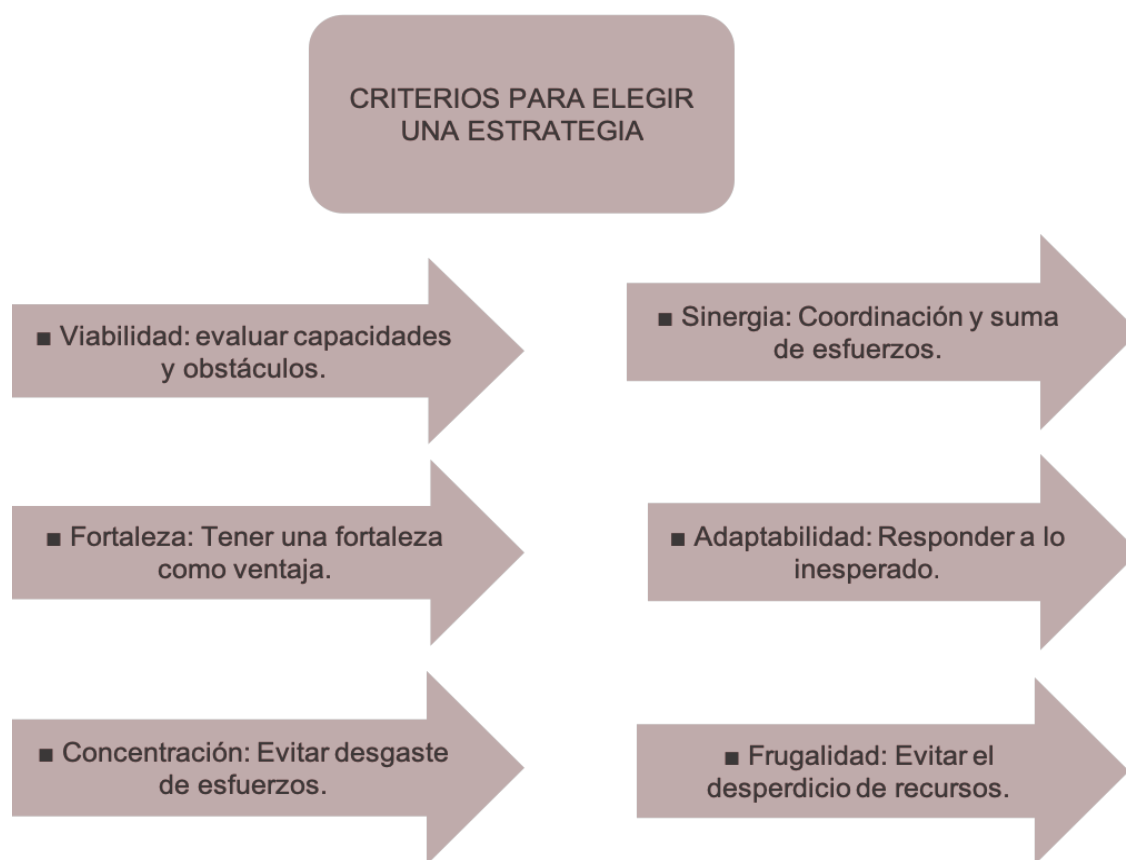 CRITERIOS PARA ELEGIR
UNA ESTRATEGIA
■ Viabilidad: evaluar capacidades
y obstáculos.
■ Sinergia: Coordinación y suma
de esfuerzos.
■ Fortaleza: Tener una fortaleza
como ventaja.
■ Adaptabilidad: Responder a lo
inesperado.
■ Concentración: Evitar desgaste
de esfuerzos.
■ Frugalidad: Evitar el
desperdicio de recursos.